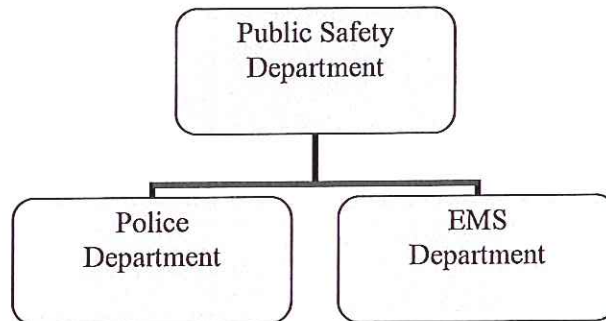 Public Safety
Department
Police
Department
EMS
Department